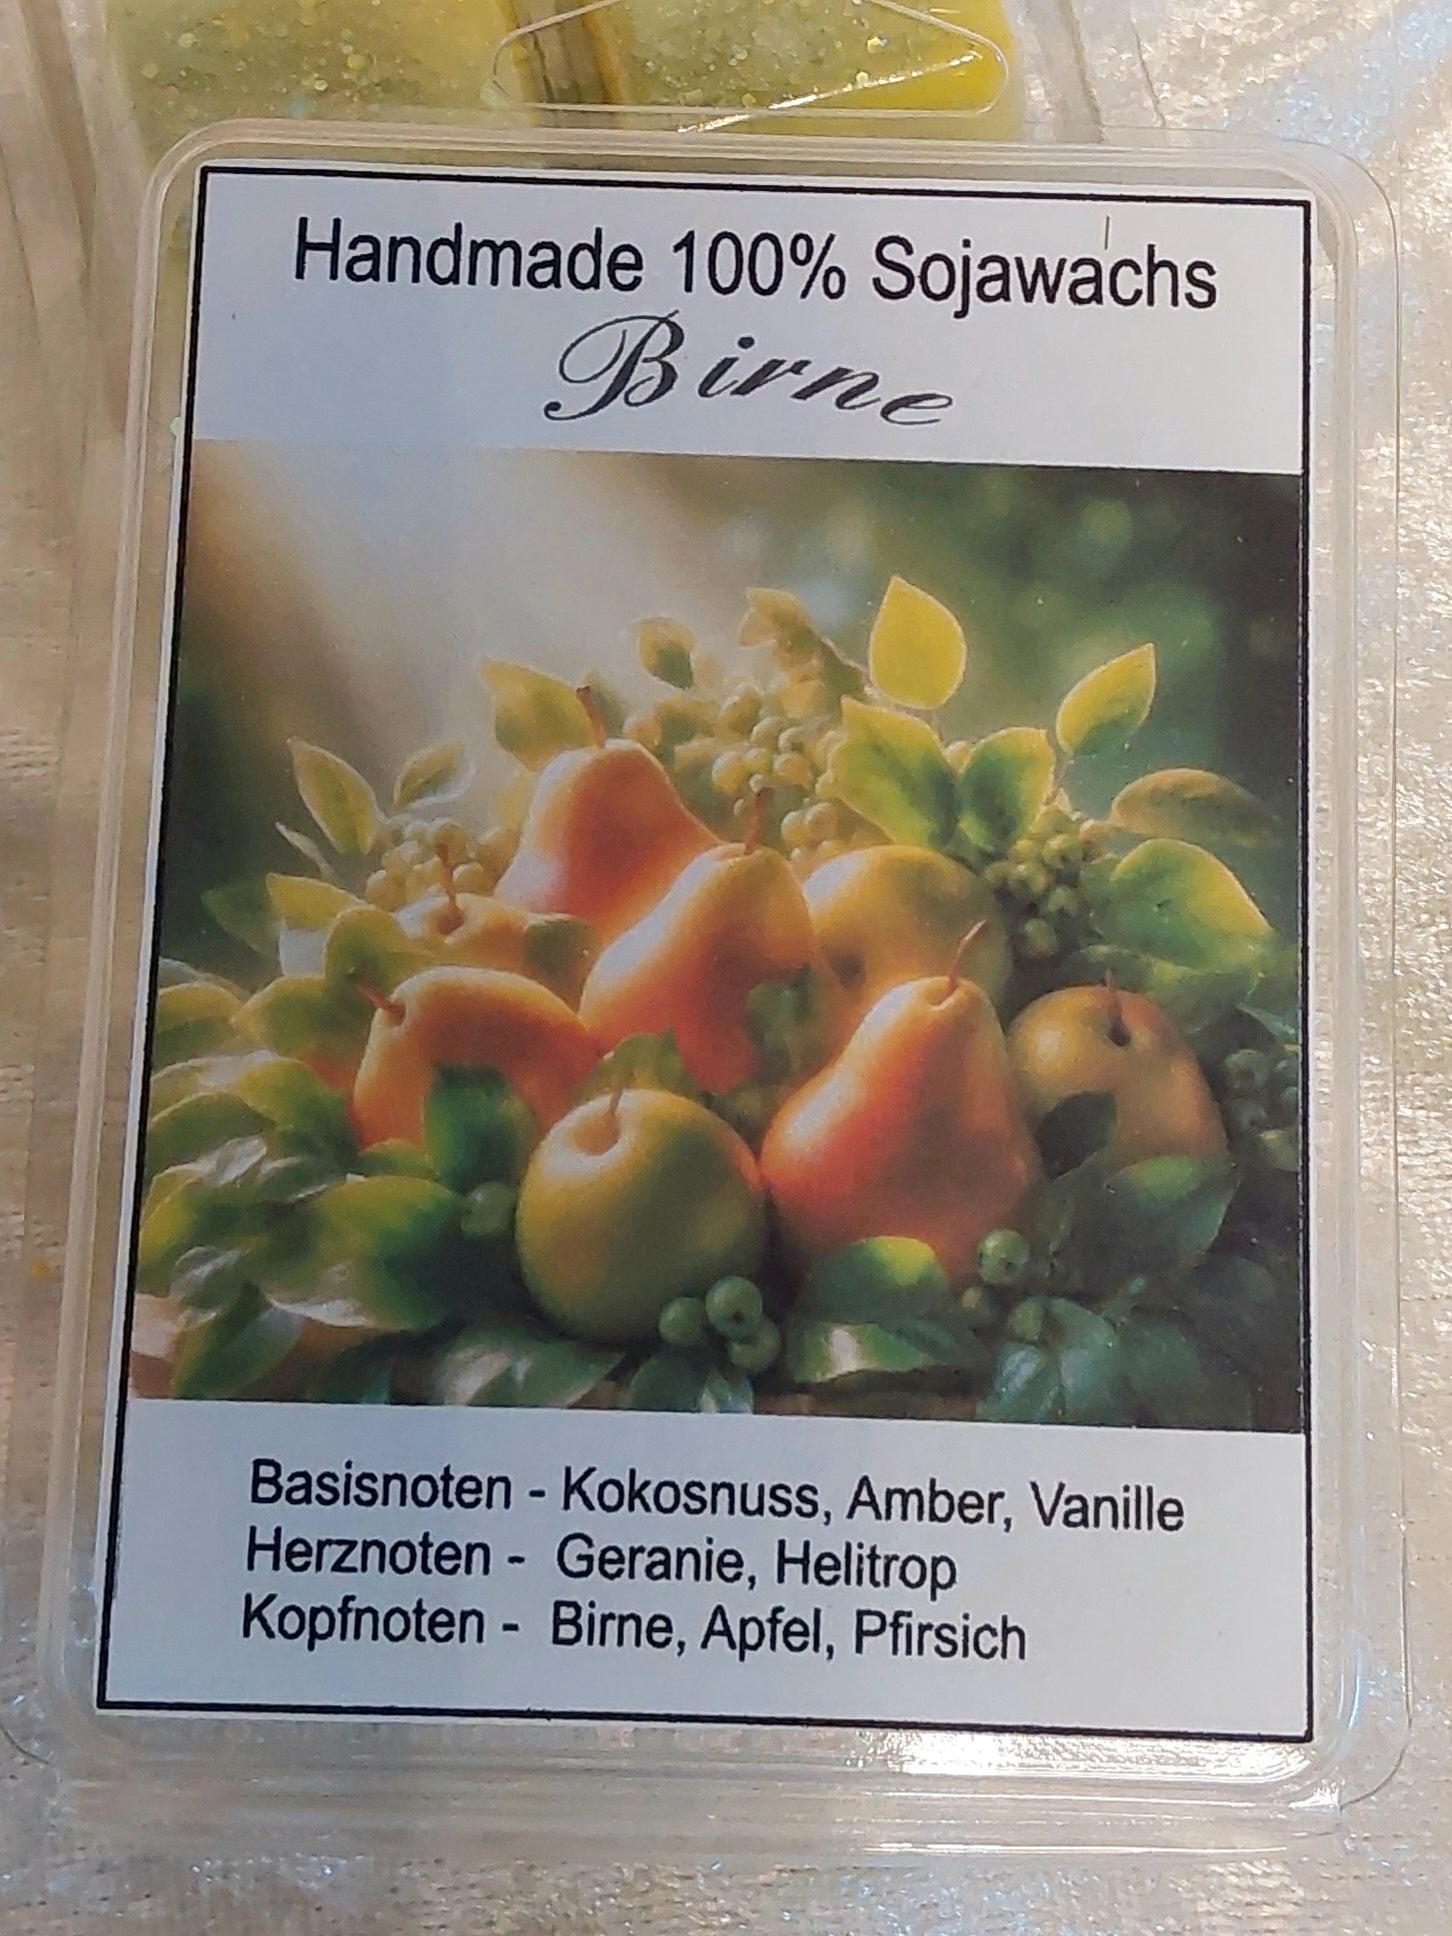 Handmade 100% Sojawachs
Birne
Basisnoten - Kokosnuss, Amber, Vanille
Herznoten - Geranie, Helitrop
Kopfnoten - Birne, Apfel, Pfirsich